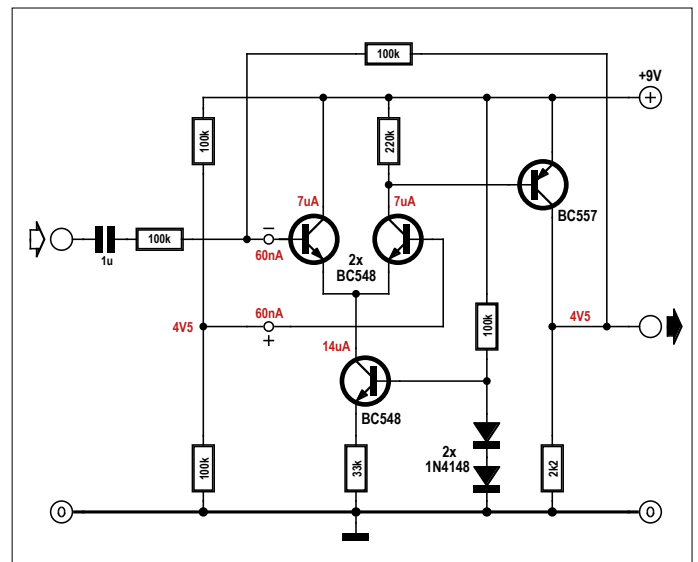 100k
+9V
100k
220k
7uA
7uA
BC557
100k
1u
–
60nA
2x
BC548
100k
4V5
60nA
+
4V5
14uA
BC548
100k
33k
2x
1N4148
2k2
0
0